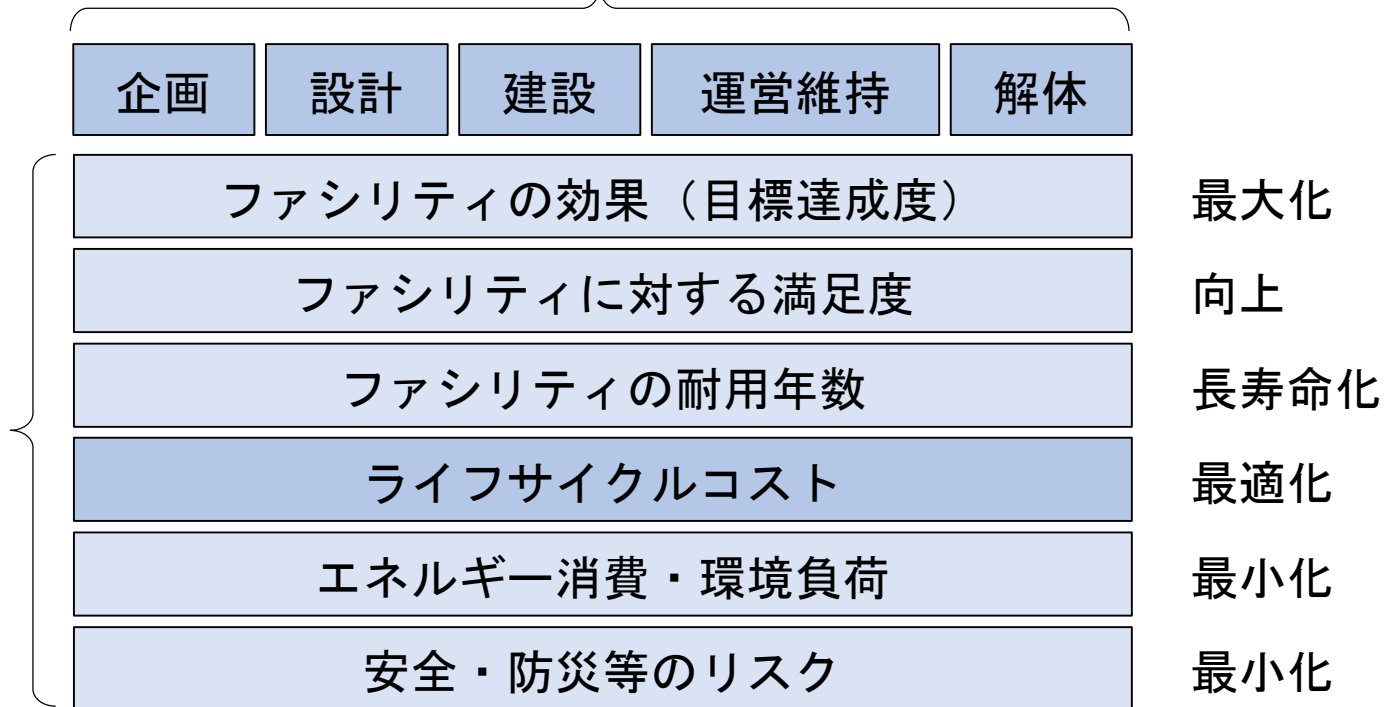 企画 設計 建設 運営維持 解体
ファシリティの効果（目標達成度） 最大化
ファシリティに対する満足度 向上
ファシリティの耐用年数 長寿命化
ライフサイクルコスト 最適化
エネルギー消費・環境負荷 最小化
安全・防災等のリスク 最小化